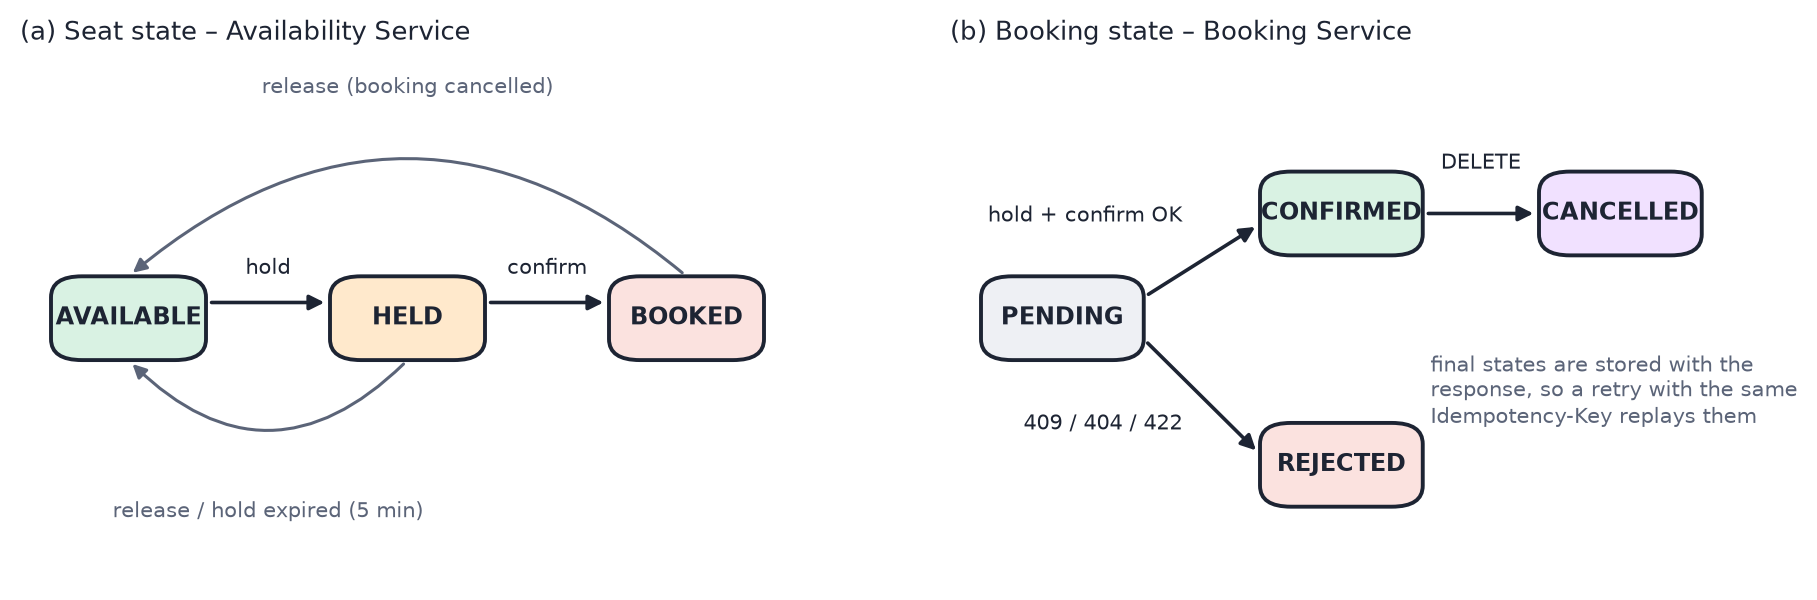 (a) Seat state – Availability Service
release (booking cancelled)
hold
confirm
AVAILABLE
HELD
BOOKED
release / hold expired (5 min)
(b) Booking state – Booking Service
DELETE
hold + confirm OK
CONFIRMED
CANCELLED
PENDING
final states are stored with the
response, so a retry with the same
Idempotency-Key replays them
409 / 404 / 422
REJECTED